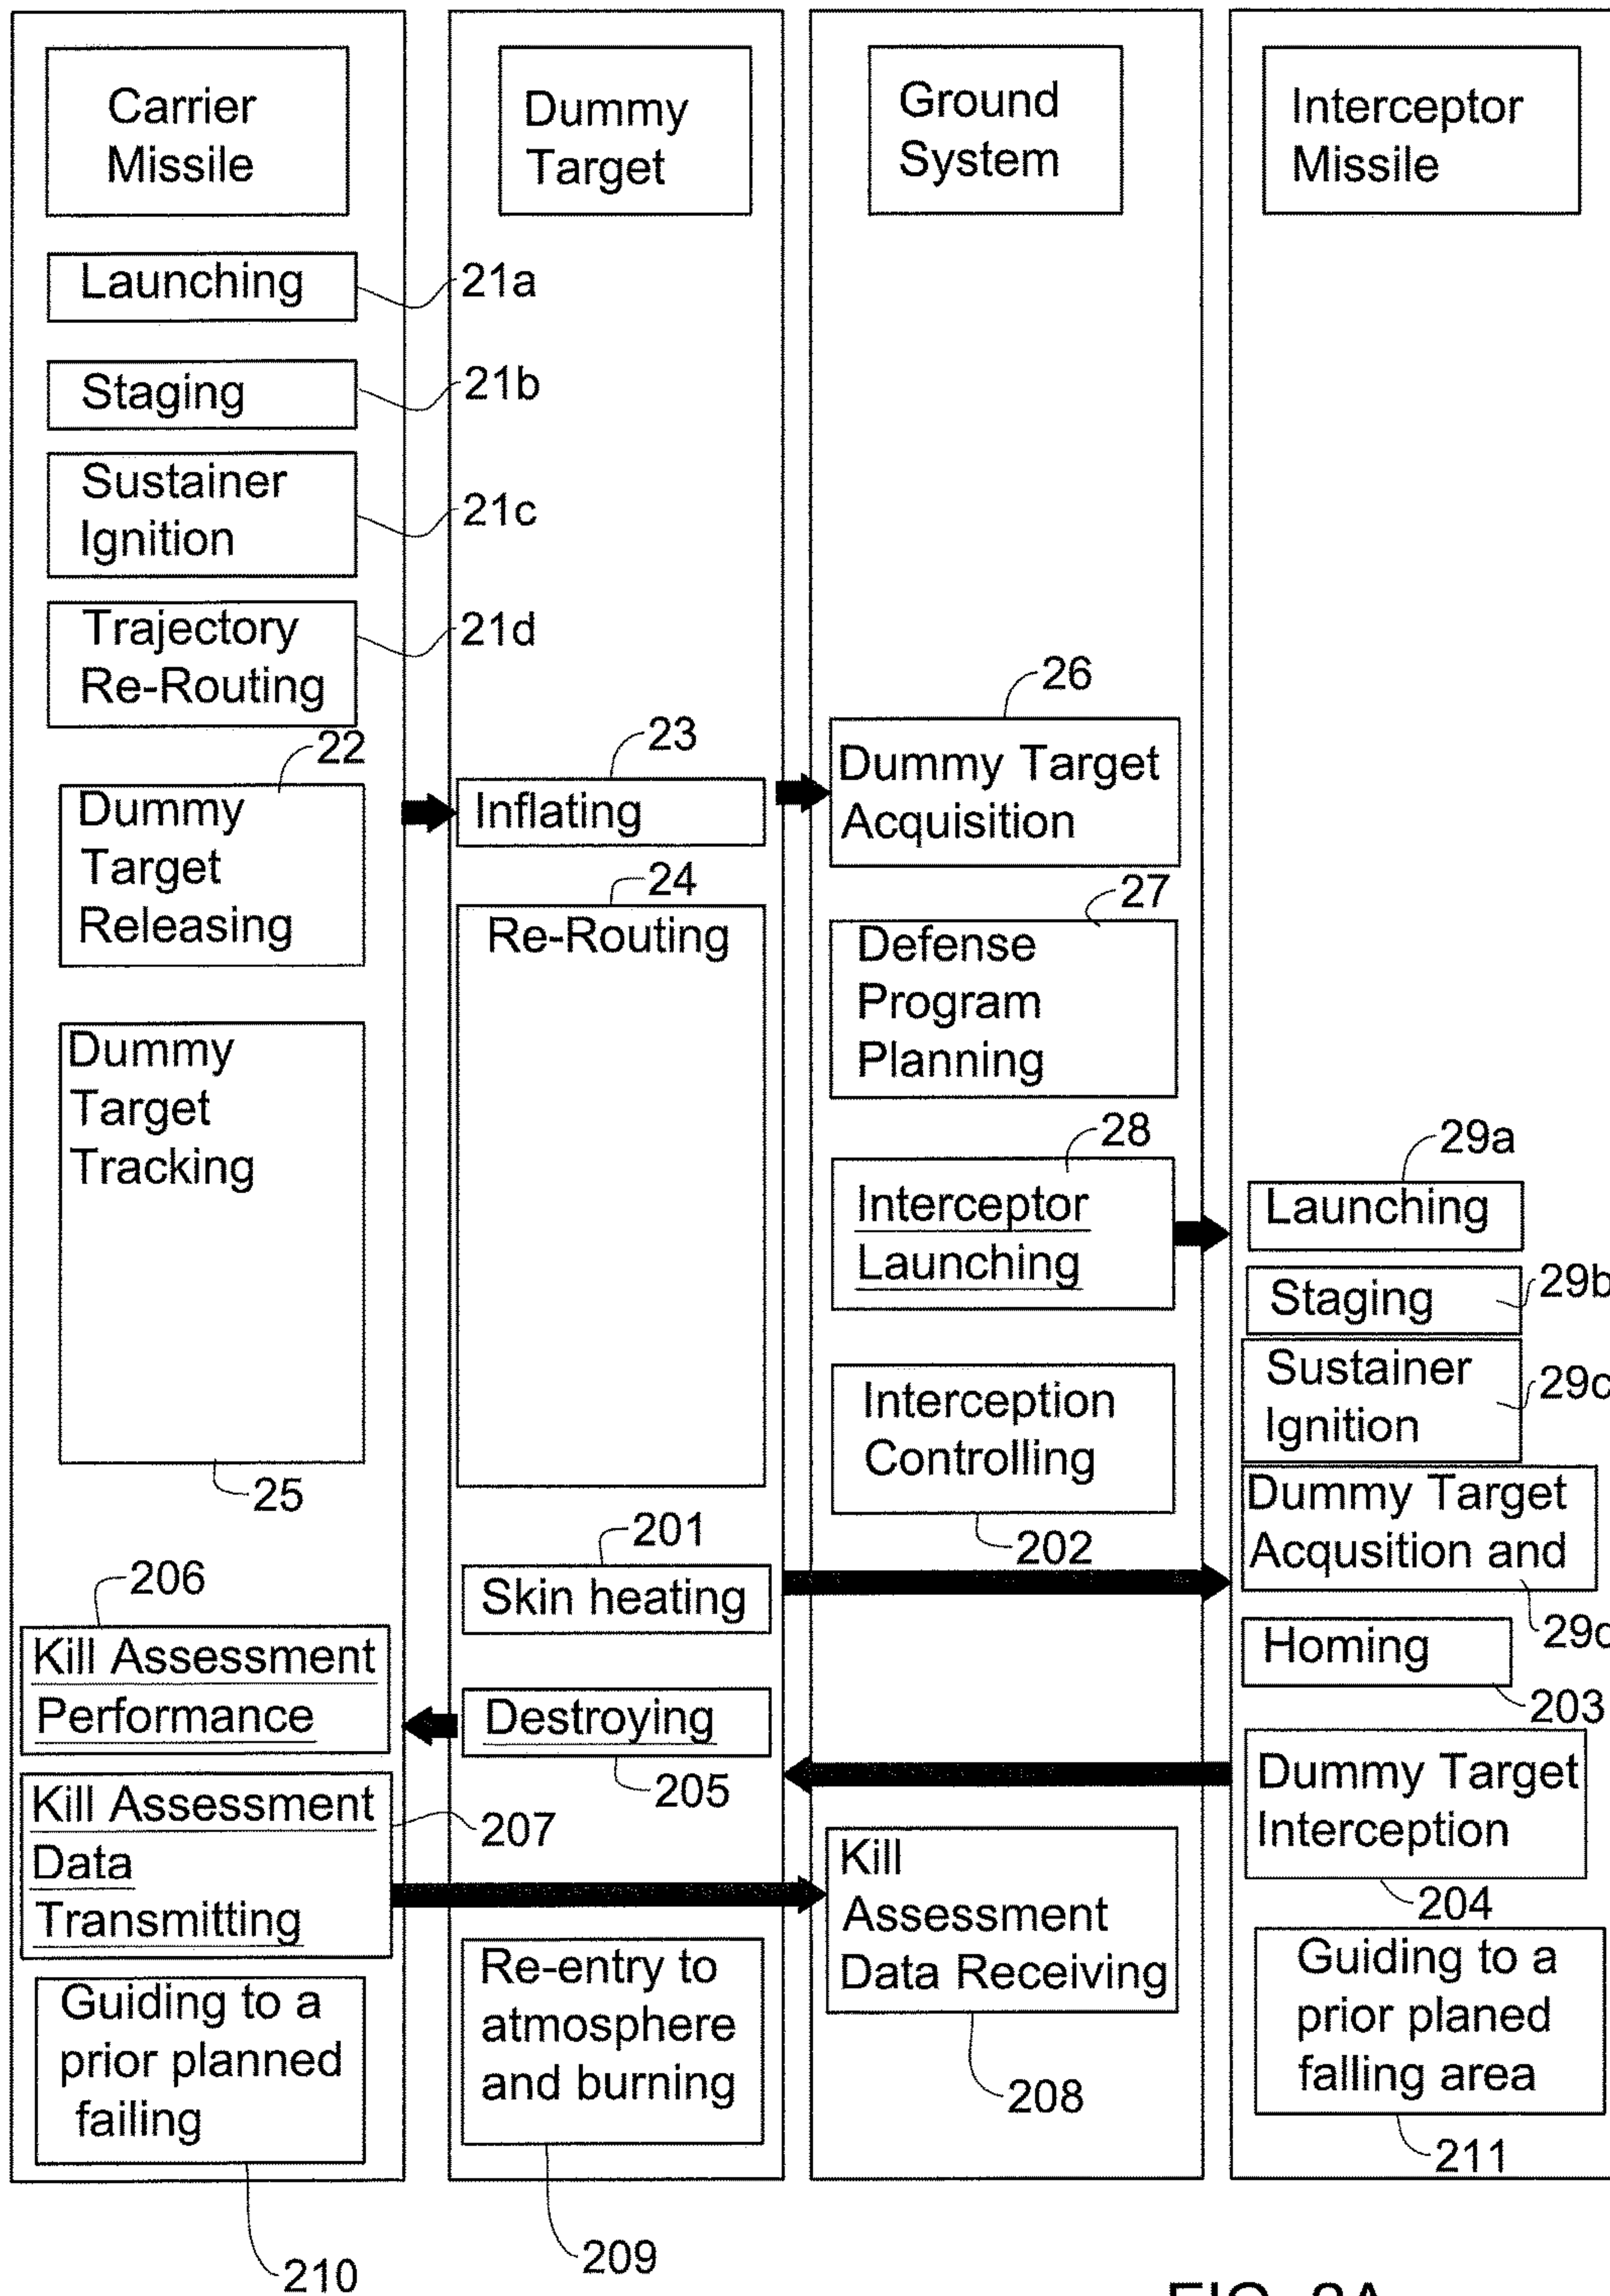 Carrier
Missile
Launching
21a
Staging
21b
Sustainer
Ignition
21c
Trajectory
Re-Routing
21d
22
Dummy
Target
Releasing
Dummy
Target
Tracking
25
206
Kill Assessment
Performance
Kill Assessment
Data
Transmitting
207
Guiding to a
prior planned
failing
210
Dummy
Target
23
Inflating
24
Re-Routing
201
Skin heating
Destroying
205
Re-entry to
atmosphere
and burning
209
Ground
System
26
Dummy Target
Acquisition
27
Defense
Program
Planning
28
Interceptor
Launching
Interception
Controlling
202
Kill
Assessment
Data Receiving
208
Interceptor
Missile
29a
Launching
Staging
29b
Sustainer
Ignition
29c
Dummy Target
Acqusition and
29d
Homing
203
Dummy Target
Interception
204
Guiding to a
prior planed
falling area
211